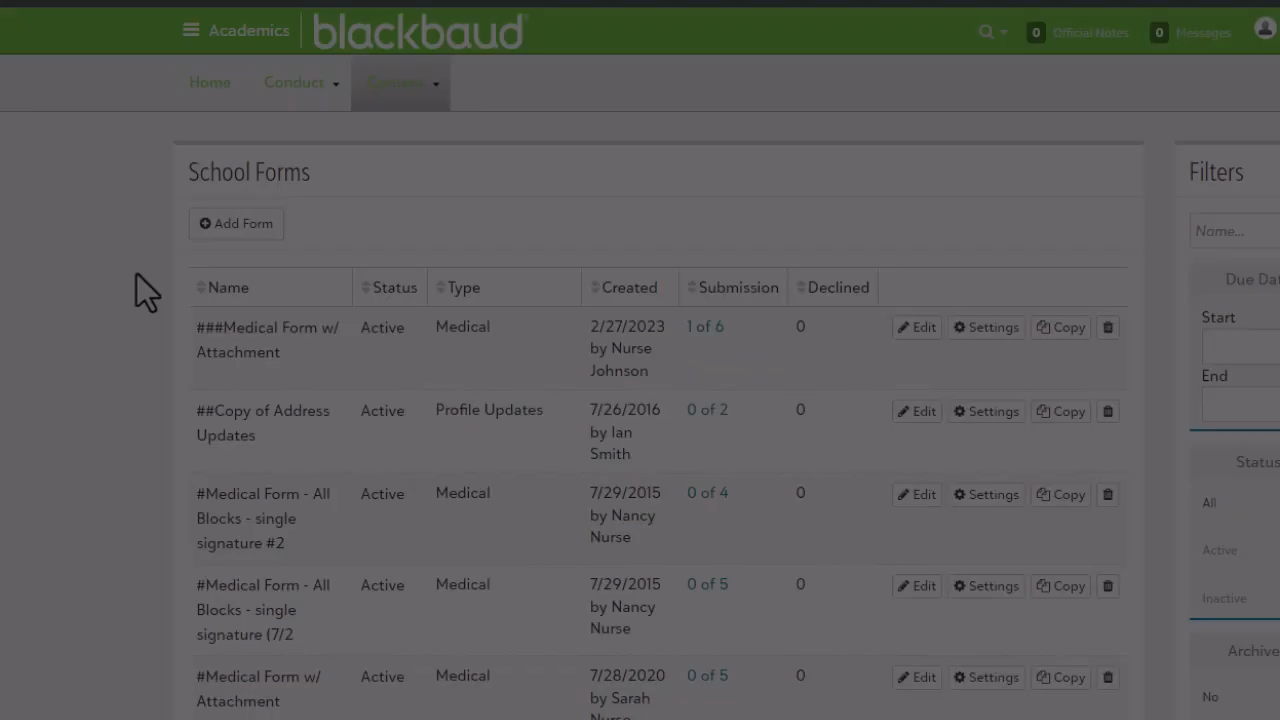 Academics
blackbaud
0 Official Notes
0 Messages
Home
Conduct
School Forms
Add Form
Name
Status
Type
Created
Submission
Declined
###Medical Form w/
Attachment
Active
Medical
2/27/2023
by Nurse
Johnson
1 of 6
0
Edit
Settings
Copy
##Copy of Address
Updates
Active
Profile Updates
7/26/2016
by Ian
Smith
0 of 2
0
Edit
Settings
Copy
#Medical Form - All
Blocks - single
signature #2
Active
Medical
7/29/2015
by Nancy
Nurse
0 of 4
0
Edit
Settings
Copy
#Medical Form - All
Blocks - single
signature (7/2
Active
Medical
7/29/2015
by Nancy
Nurse
0 of 5
0
Edit
Settings
Copy
#Medical Form w/
Attachment
Active
Medical
7/28/2020
by Sarah
Nurse
0 of 5
0
Edit
Settings
Copy
Filters
Name...
Due Dat
Start
End
Status
All
Active
Inactive
Archive
No